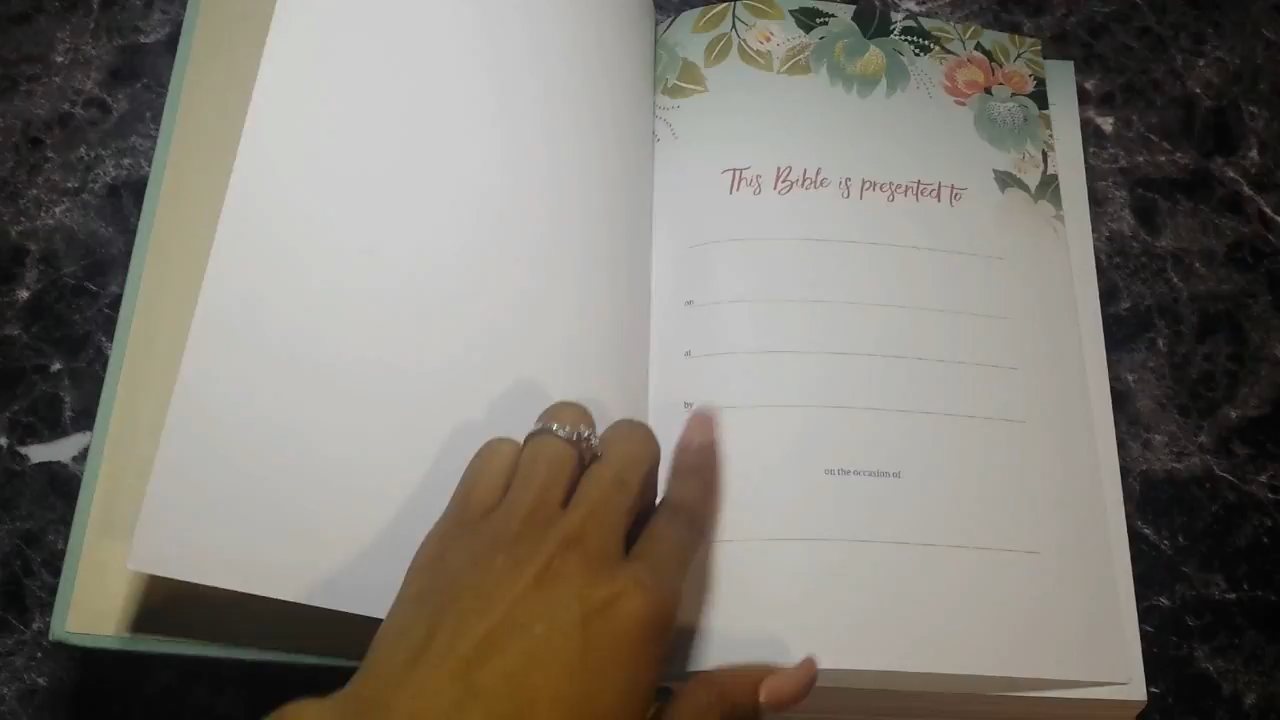 This Bible is presented to
on
at
by
on the occasion of